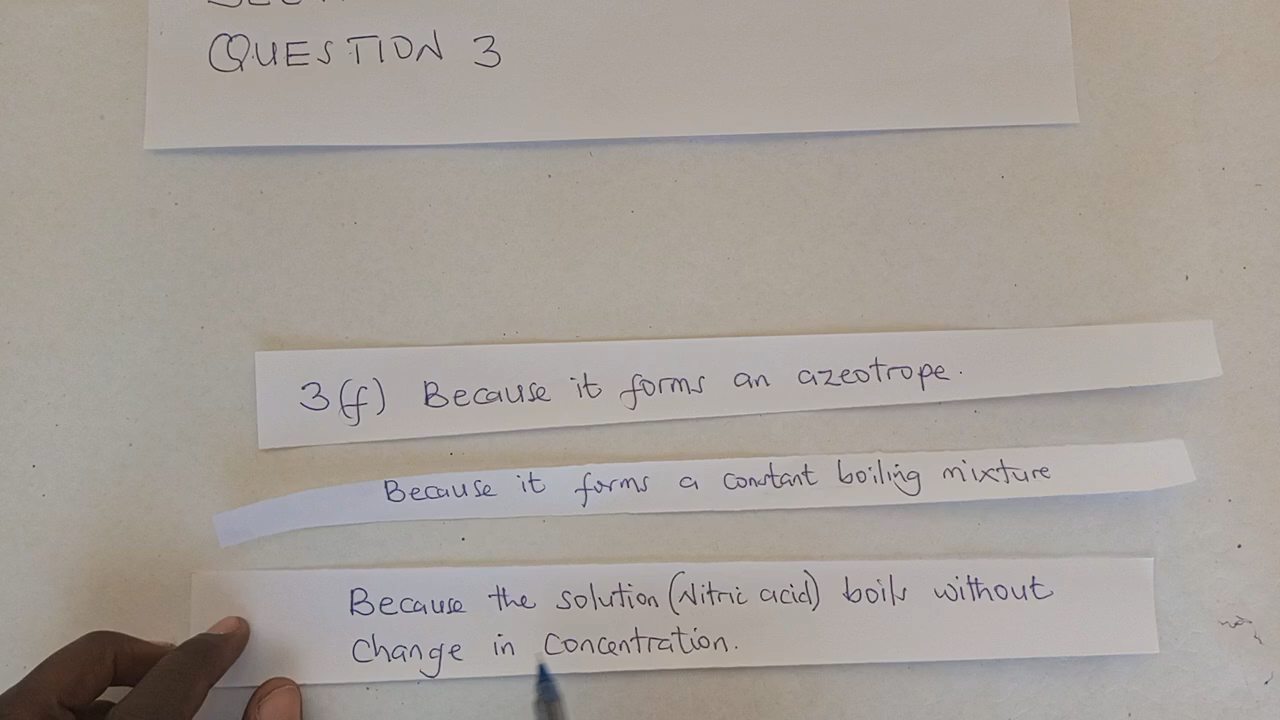 QUESTION 3
3(f) Because it forms an azeotrope.
Because it forms a constant boiling mixture
Because the solution (Nitric acid) boils without
change in concentration.